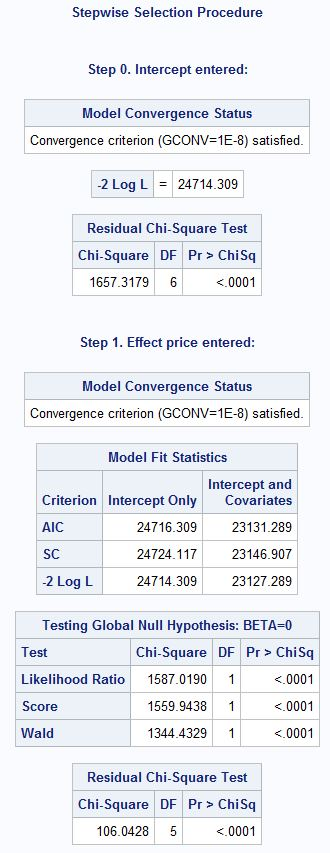 Stepwise Selection Procedure
Step 0. Intercept entered:
Model Convergence Status
Convergence criterion (GCONV=1E-8) satisfied.
-2 Log L = 24714.309
Residual Chi-Square Test
Chi-Square DF Pr > ChiSq
1657.3179 6 <.0001
Step 1. Effect price entered:
Model Convergence Status
Convergence criterion (GCONV=1E-8) satisfied.
Model Fit Statistics
Criterion Intercept Only Intercept and Covariates
AIC 24716.309 23131.289
SC 24724.117 23146.907
-2 Log L 24714.309 23127.289
Testing Global Null Hypothesis: BETA=0
Test Chi-Square DF Pr > ChiSq
Likelihood Ratio 1587.0190 1 <.0001
Score 1559.9438 1 <.0001
Wald 1344.4329 1 <.0001
Residual Chi-Square Test
Chi-Square DF Pr > ChiSq
106.0428 5 <.0001